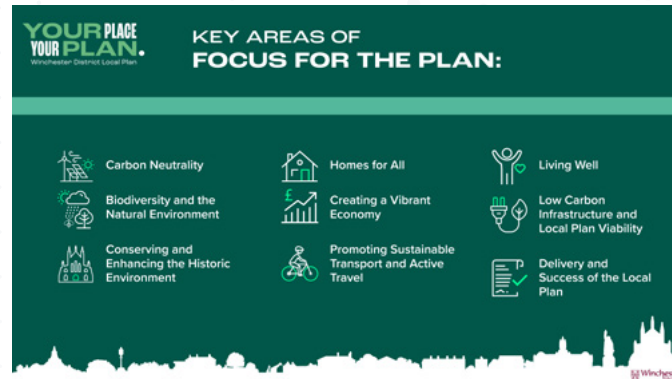 YOUR PLACE
YOUR PLAN.
Winchester District Local Plan
KEY AREAS OF
FOCUS FOR THE PLAN:
Carbon Neutrality
Biodiversity and the
Natural Environment
Conserving and
Enhancing the Historic
Environment
Homes for All
£
Creating a Vibrant
Economy
Promoting Sustainable
Transport and Active
Travel
Living Well
Low Carbon
Infrastructure and
Local Plan Viability
Delivery and
Success of the Local
Plan